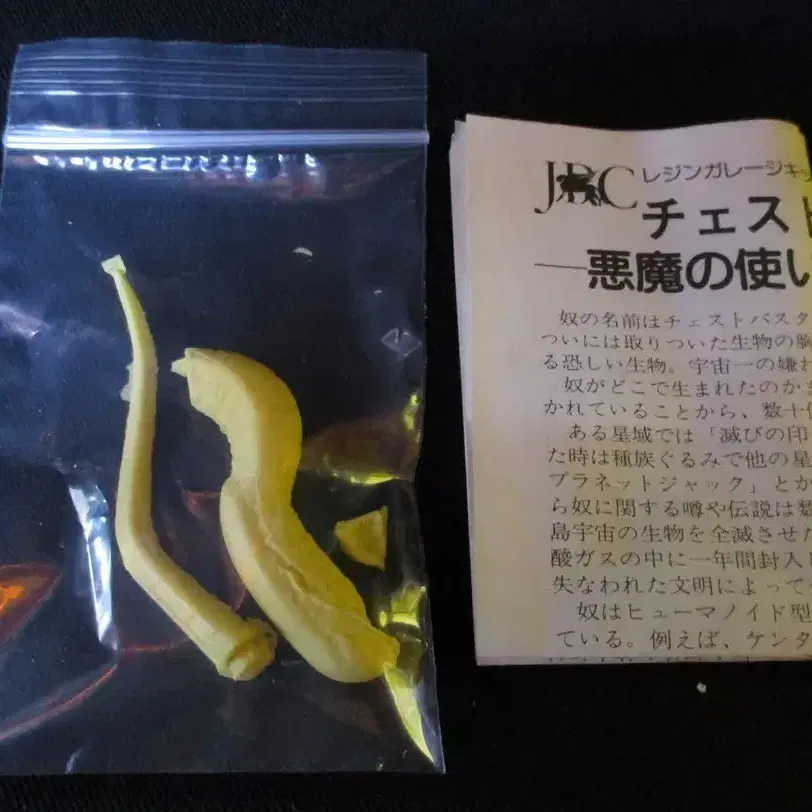 JBC
レジンガレージキッ
チェスト
―悪魔の使い
奴の名前はチェストバスタ
ついには取りついた生物の胸
る恐しい生物。宇宙一の嫌わ
奴がどこで生まれたのか
かれていることから、数十億
ある星域では「滅びの印
た時は種族ぐるみで他の星
プラネットジャック」とか
ら奴に関する噂や伝説は数
島宇宙の生物を全滅させた
酸ガスの中に一年間封入し
失なわれた文明によって
奴はヒューマノイド型
ている。例えば、ケンタ